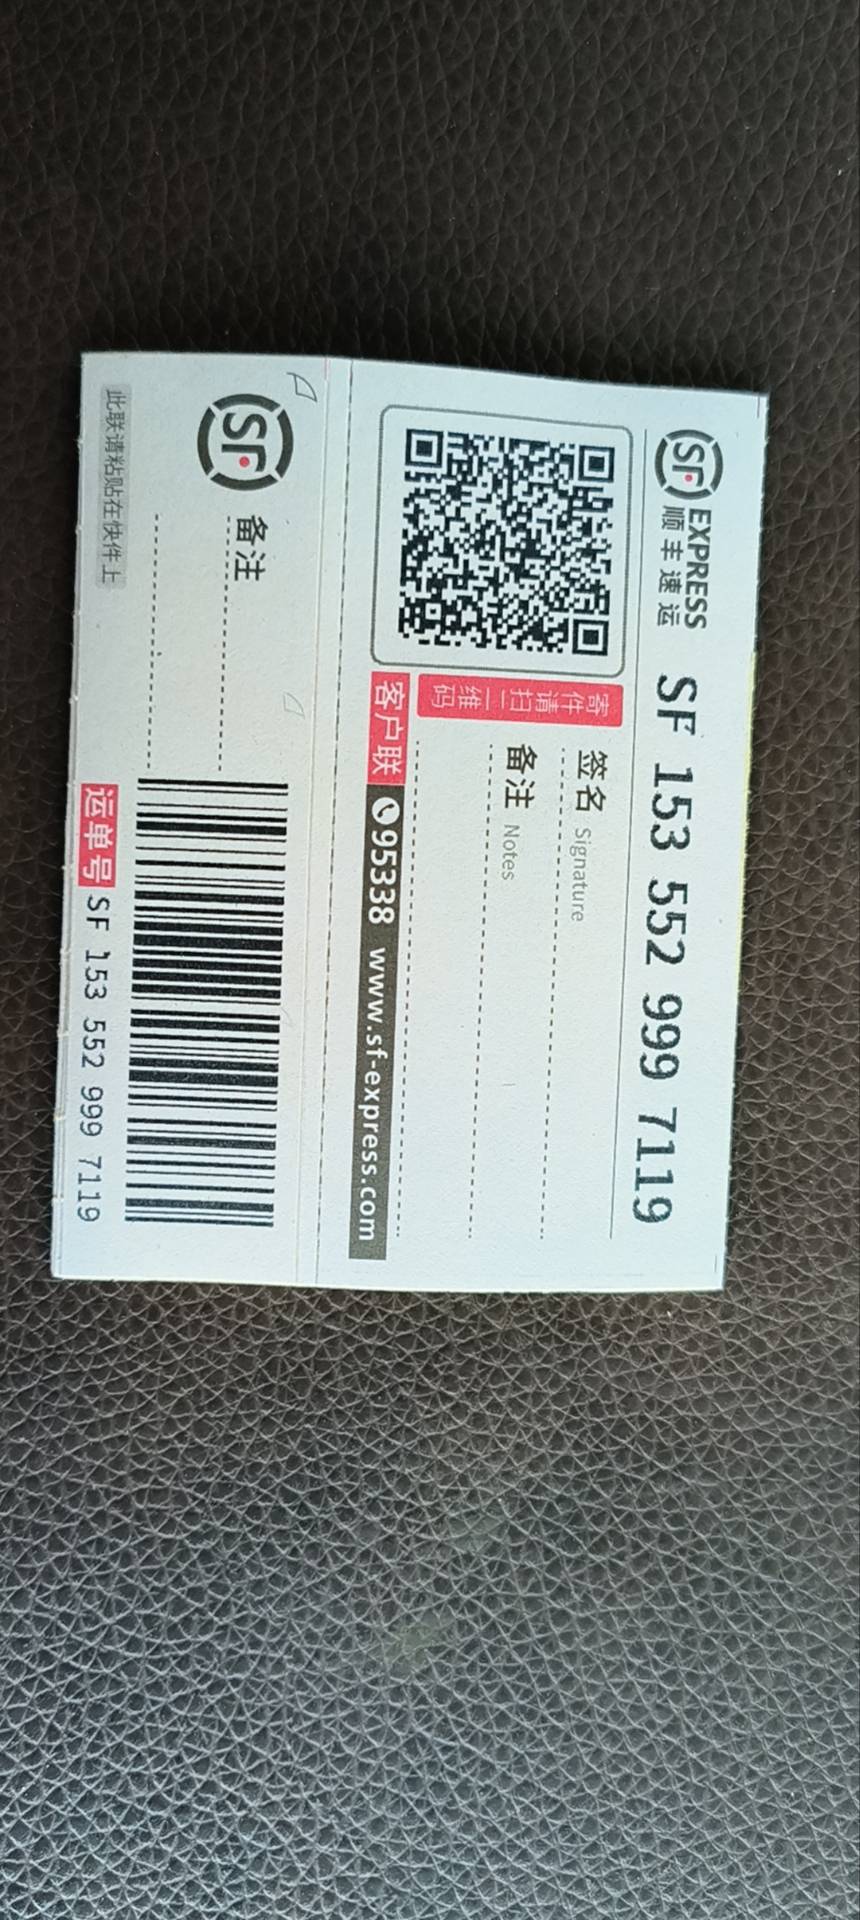 SF EXPRESS
顺丰速运
SF 153 552 999 7119
签名 Signature
备注 Notes
寄件请扫二维码
客户联
95338 www.sf-express.com
SF
备注
运单号 SF 153 552 999 7119
此联请粘贴在快件上